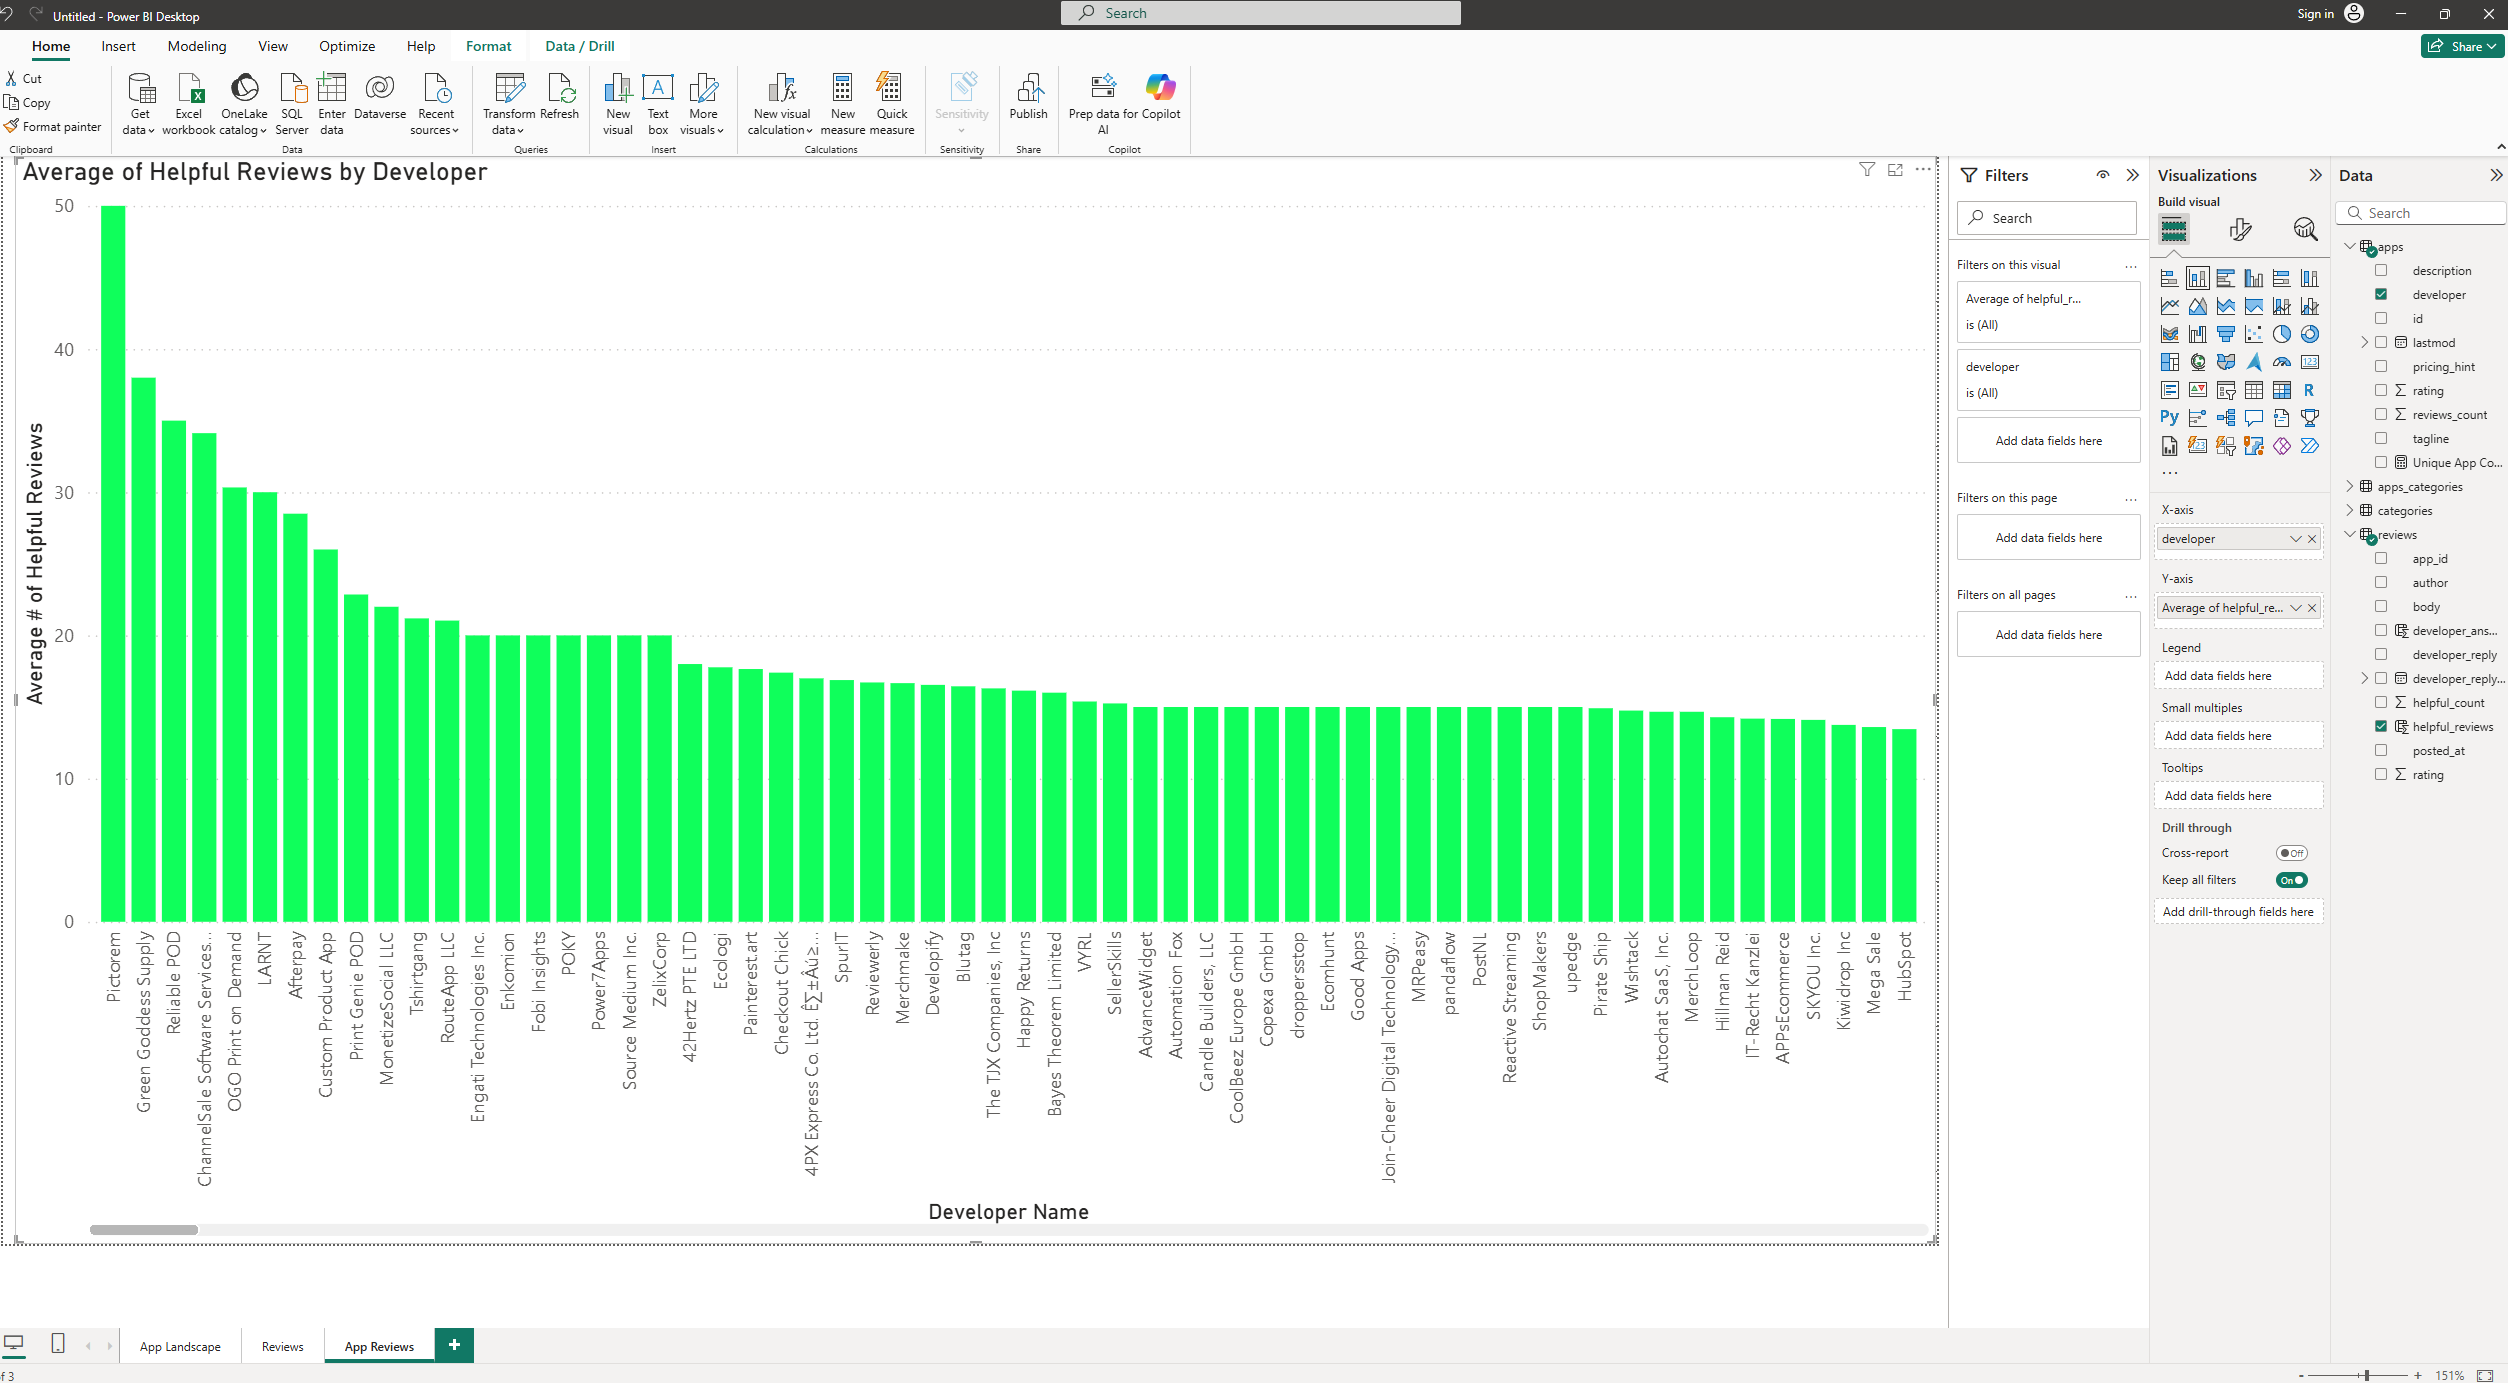 Untitled - Power BI Desktop
Search
Sign in
Home
Insert
Modeling
View
Optimize
Help
Format
Data / Drill
Share
Cut
Copy
Format painter
Clipboard
Get data
Excel workbook
OneLake catalog
SQL Server
Enter data
Dataverse
Recent sources
Data
Transform data
Refresh
Queries
New visual
Text box
More visuals
Insert
New visual calculation
New measure
Quick measure
Calculations
Sensitivity
Sensitivity
Publish
Share
Prep data for AI
Copilot
Copilot
Average of Helpful Reviews by Developer
Average # of Helpful Reviews
50
40
30
20
10
0
Pictorem
Green Goddess Supply
Reliable POD
ChannelSale Software Services...
OGO Print on Demand
LARNT
Afterpay
Custom Product App
Print Genie POD
MonetizeSocial LLC
Tshirtgang
RouteApp LLC
Engati Technologies Inc.
Enkomion
Fobi Insights
POKY
Power7Apps
Source Medium Inc.
ZelixCorp
42Hertz PTE LTD
Ecologi
Painterest.art
Checkout Chick
4PX Express Co. Ltd.
SpurIT
Reviewerly
Merchmake
Developify
Blutag
The TJX Companies, Inc
Happy Returns
Bayes Theorem Limited
VYRL
SellerSkills
AdvanceWidget
Automation Fox
Candle Builders, LLC
CoolBeez Europe GmbH
Copexa GmbH
droppersstop
Ecomhunt
Good Apps
Join-Cheer Digital Technology...
MRPeasy
pandaflow
PostNL
Reactive Streaming
ShopMakers
upedge
Pirate Ship
Wishtack
Autochat SaaS, Inc.
MerchLoop
Hillman Reid
IT-Recht Kanzlei
APPsEcommerce
SKYOU Inc.
Kiwidrop Inc
Mega Sale
HubSpot
Developer Name
Filters
Search
Filters on this visual
Average of helpful_r...
is (All)
developer
is (All)
Add data fields here
Filters on this page
Add data fields here
Filters on all pages
Add data fields here
Visualizations
Build visual
123
R
Py
123
X-axis
developer
Y-axis
Average of helpful_re...
Legend
Add data fields here
Small multiples
Add data fields here
Tooltips
Add data fields here
Drill through
Cross-report
Off
Keep all filters
On
Add drill-through fields here
Data
Search
apps
description
developer
id
lastmod
pricing_hint
rating
reviews_count
tagline
Unique App Co...
apps_categories
categories
reviews
app_id
author
body
developer_ans...
developer_reply
developer_reply...
helpful_count
helpful_reviews
posted_at
rating
App Landscape
Reviews
App Reviews
of 3
151%